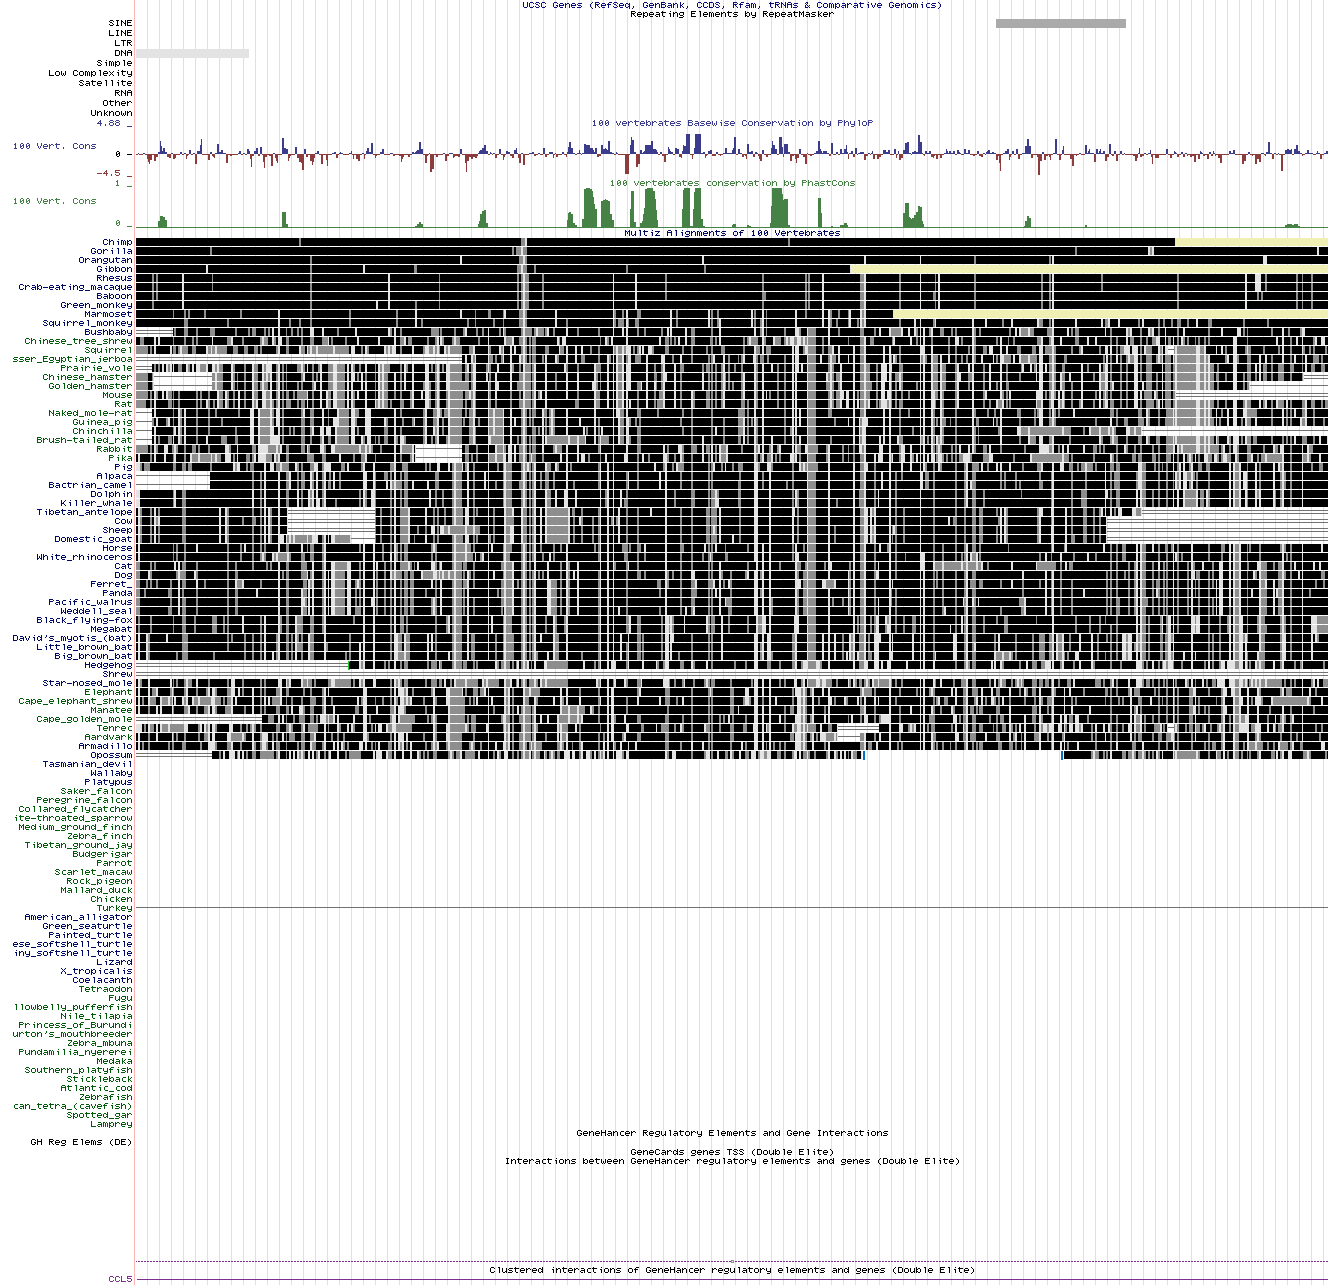 UCSC Genes (RefSeq, GenBank, CCDS, Rfam, tRNAs & Comparative Genomics)
Repeating Elements by RepeatMasker
SINE
LINE
LTR
DNA
Simple
Low Complexity
Satellite
RNA
Other
Unknown
4.88 _
100 vertebrates Basewise Conservation by PhyloP
100 Vert. Cons
0 -
-4.5 _
1 _
100 vertebrates conservation by PhastCons
100 Vert. Cons
0 _
Multiz Alignments of 100 Vertebrates
Chimp
Gorilla
Orangutan
Gibbon
Rhesus
Crab-eating_macaque
Baboon
Green_monkey
Marmoset
Squirrel_monkey
Bushbaby
Chinese_tree_shrew
Squirrel
sser_Egyptian_jerboa
Prairie_vole
Chinese_hamster
Golden_hamster
Mouse
Rat
Naked_mole-rat
Guinea_pig
Chinchilla
Brush-tailed_rat
Rabbit
Pika
Pig
Alpaca
Bactrian_camel
Dolphin
Killer_whale
Tibetan_antelope
Cow
Sheep
Domestic_goat
Horse
White_rhinoceros
Cat
Dog
Ferret_
Panda
Pacific_walrus
Weddell_seal
Black_flying-fox
Megabat
David's_myotis_(bat)
Little_brown_bat
Big_brown_bat
Hedgehog
Shrew
Star-nosed_mole
Elephant
Cape_elephant_shrew
Manatee
Cape_golden_mole
Tenrec
Aardvark
Armadillo
Opossum
Tasmanian_devil
Wallaby
Platypus
Saker_falcon
Peregrine_falcon
Collared_flycatcher
ite-throated_sparrow
Medium_ground_finch
Zebra_finch
Tibetan_ground_jay
Budgerigar
Parrot
Scarlet_macaw
Rock_pigeon
Mallard_duck
Chicken
Turkey
American_alligator
Green_seaturtle
Painted_turtle
ese_softshell_turtle
iny_softshell_turtle
Lizard
X_tropicalis
Coelacanth
Tetraodon
Fugu
llowbelly_pufferfish
Nile_tilapia
Princess_of_Burundi
urton's_mouthbreeder
Zebra_mbuna
Pundamilia_nyererei
Medaka
Southern_platyfish
Stickleback
Atlantic_cod
Zebrafish
can_tetra_(cavefish)
Spotted_gar
Lamprey
GeneHancer Regulatory Elements and Gene Interactions
GH Reg Elems (DE)
GeneCards genes TSS (Double Elite)
Interactions between GeneHancer regulatory elements and genes (Double Elite)
Clustered interactions of GeneHancer regulatory elements and genes (Double Elite)
CCL5